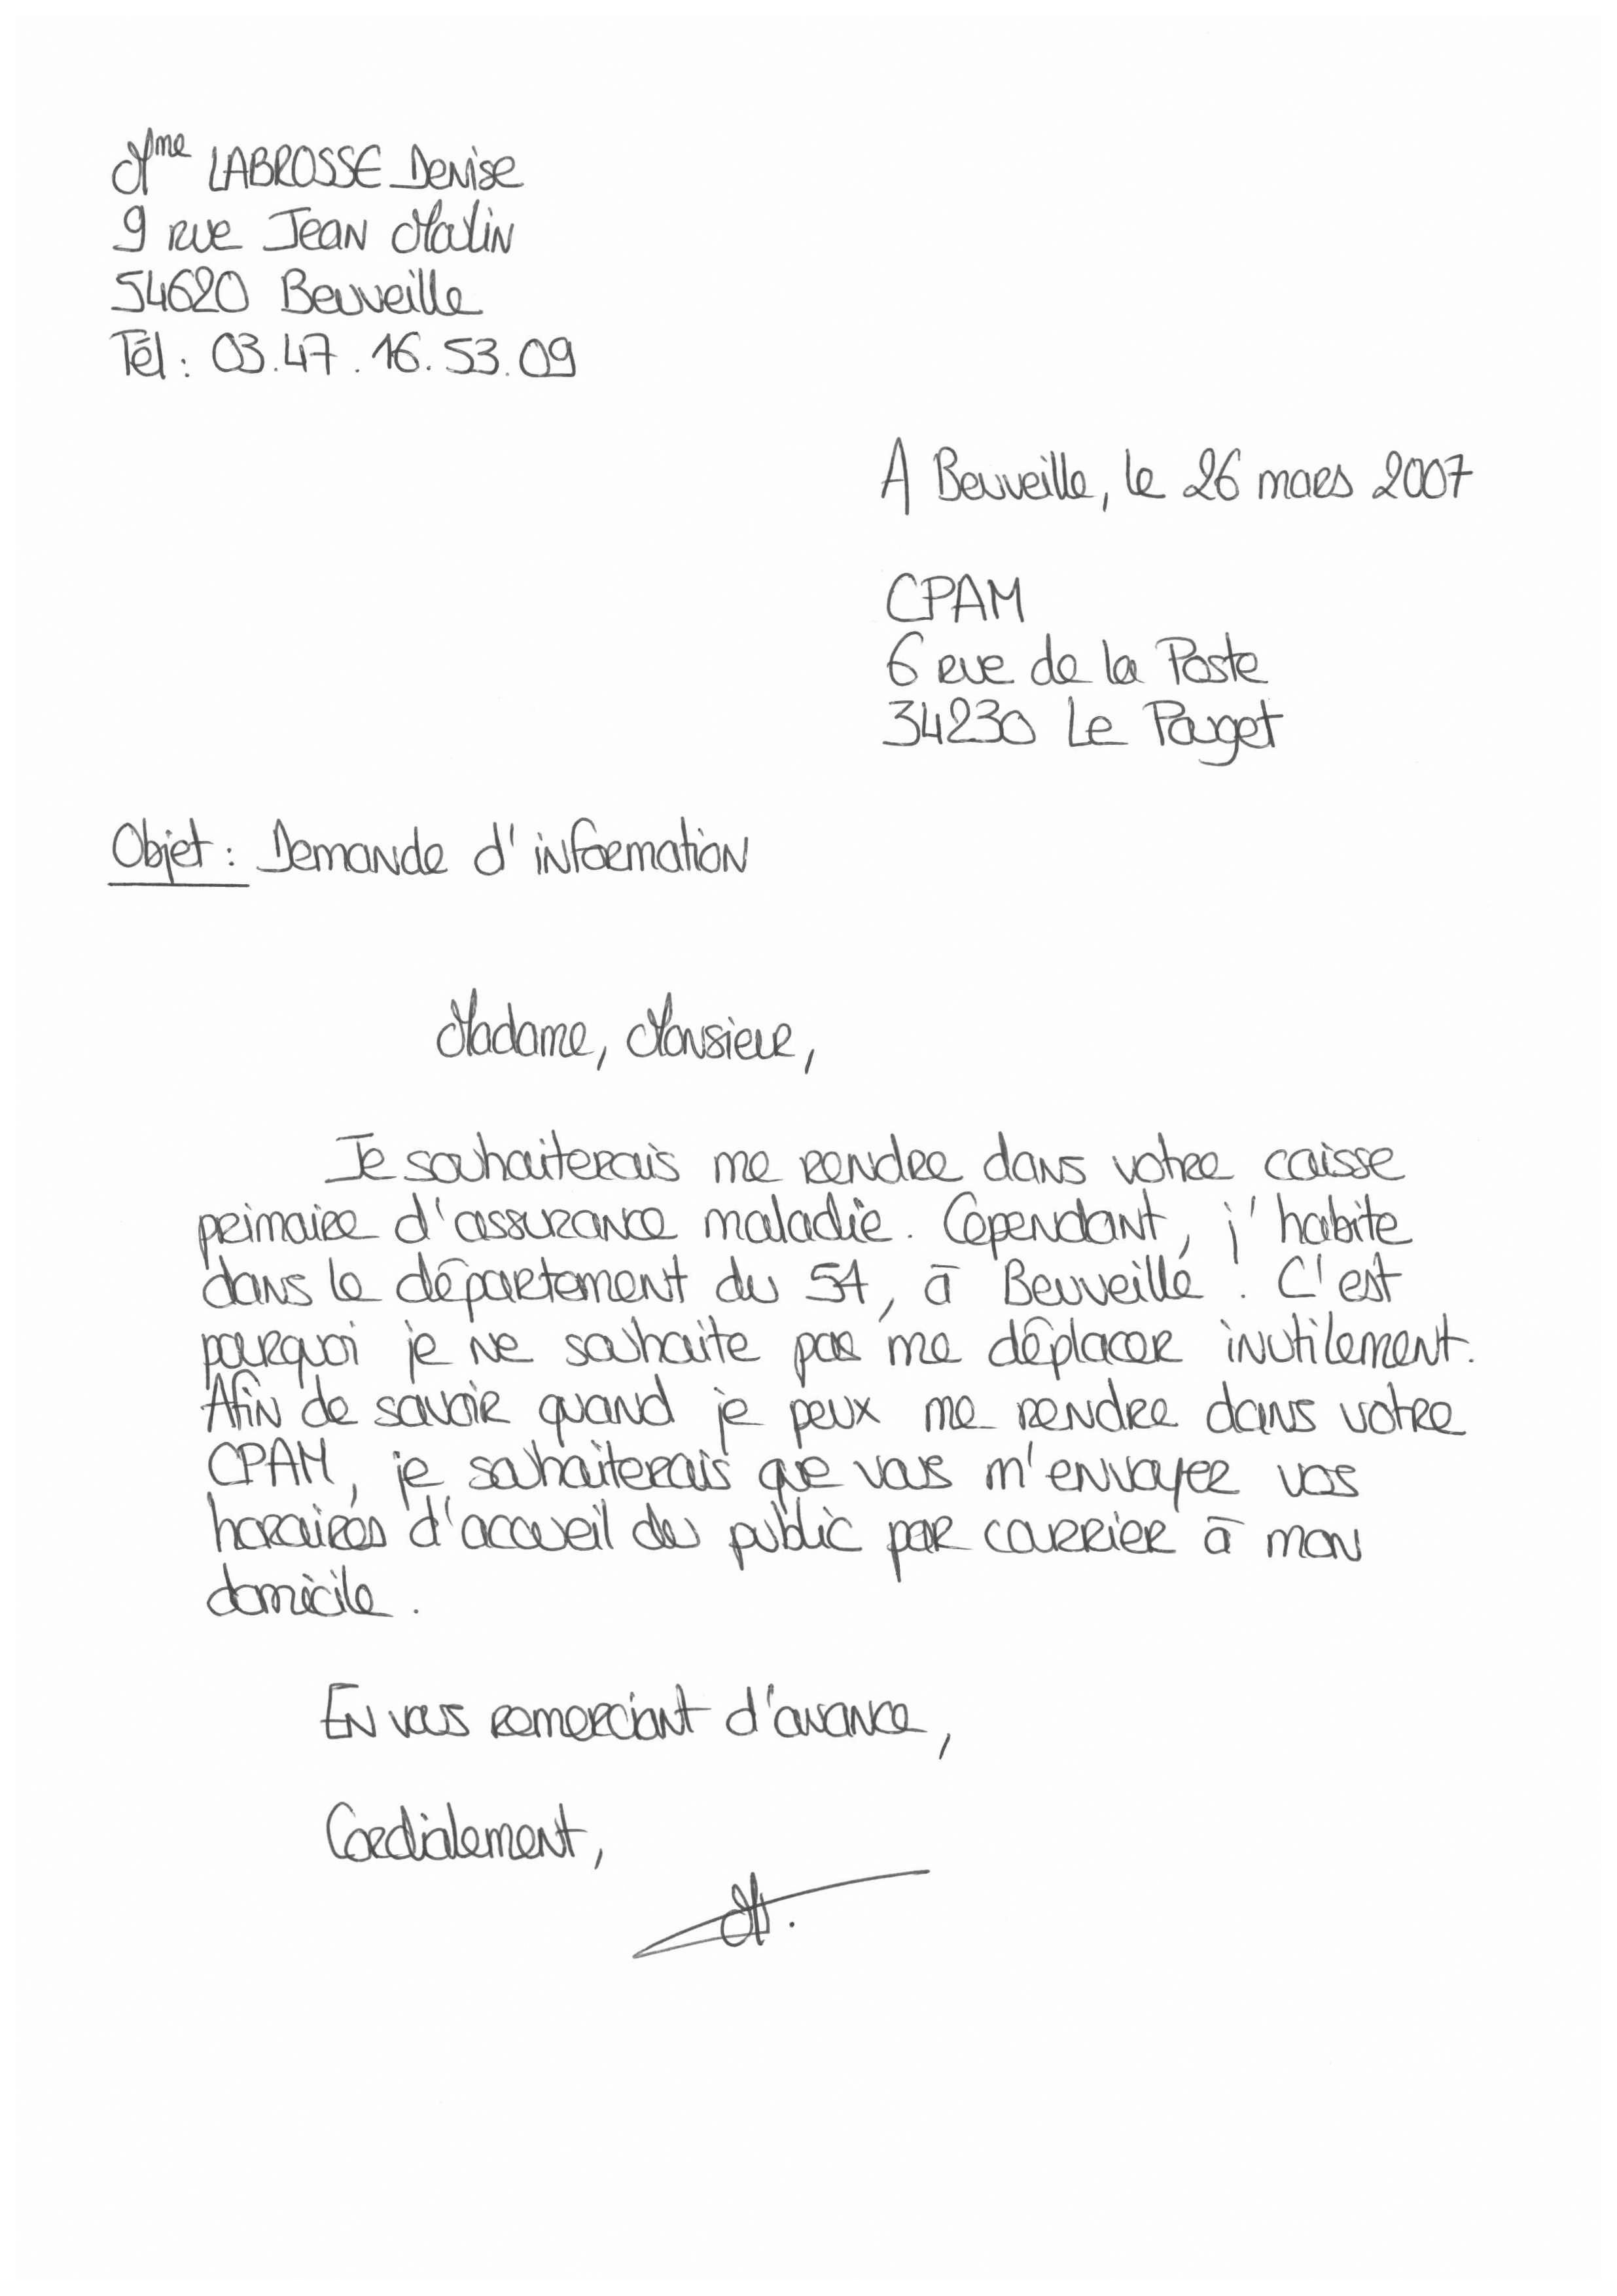 Mme LABROSSE Denise
9 rue Jean Malin
54620 Beuveille
Tél : 03.47.16.53.09
A Beuveille, le 26 mars 2007
CPAM
6 rue de la Poste
34230 Le Pouget
Objet : Demande d'information
Madame, Monsieur,
Je souhaiterais me rendre dans votre caisse
primaire d'assurance maladie. Cependant, j'habite
dans le département du 54, à Beuveille. C'est
pourquoi je ne souhaite pas me déplacer inutilement.
Afin de savoir quand je peux me rendre dans votre
CPAM, je souhaiterais que vous m'envoyer vos
horaires d'accueil du public par courrier à mon
domicile.
En vous remerciant d'avance,
Cordialement,